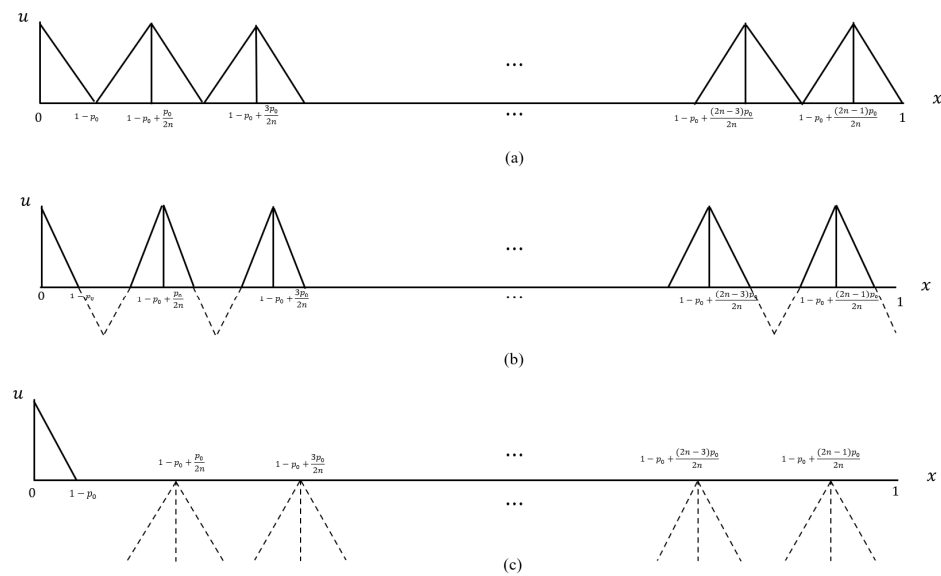 u
...
x
0 1 − p₀ 1 − p₀ + p₀/2n 1 − p₀ + 3p₀/2n ... 1 − p₀ + (2n − 3)p₀/2n 1 − p₀ + (2n − 1)p₀/2n 1
(a)
u
...
x
0 1 − p₀ 1 − p₀ + p₀/2n 1 − p₀ + 3p₀/2n ... 1 − p₀ + (2n − 3)p₀/2n 1 − p₀ + (2n − 1)p₀/2n 1
(b)
u
1 − p₀ + p₀/2n 1 − p₀ + 3p₀/2n ... 1 − p₀ + (2n − 3)p₀/2n 1 − p₀ + (2n − 1)p₀/2n
x
0 1 − p₀ ... 1
(c)